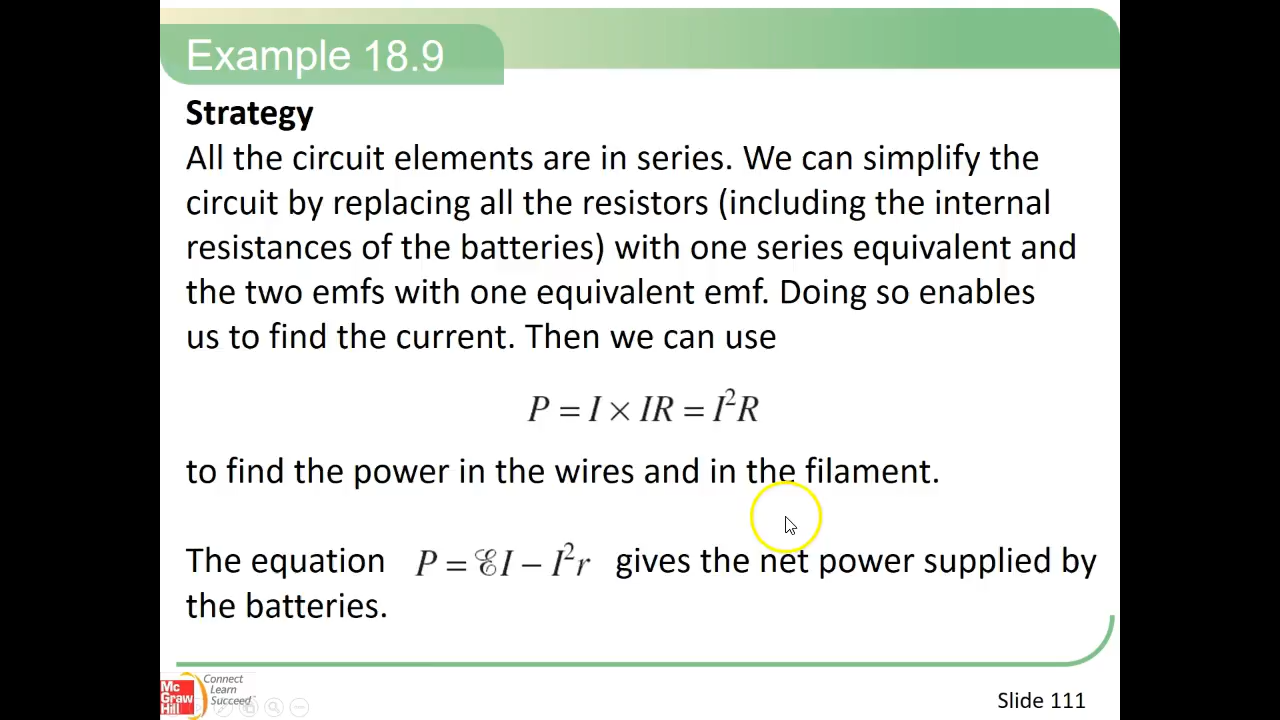 Example 18.9
Strategy
All the circuit elements are in series. We can simplify the
circuit by replacing all the resistors (including the internal
resistances of the batteries) with one series equivalent and
the two emfs with one equivalent emf. Doing so enables
us to find the current. Then we can use
P = I × IR = I²R
to find the power in the wires and in the filament.
The equation P = ℰI − I²r gives the net power supplied by
the batteries.
Mc
Graw
Hill
Connect
Learn
Succeed™
Slide 111